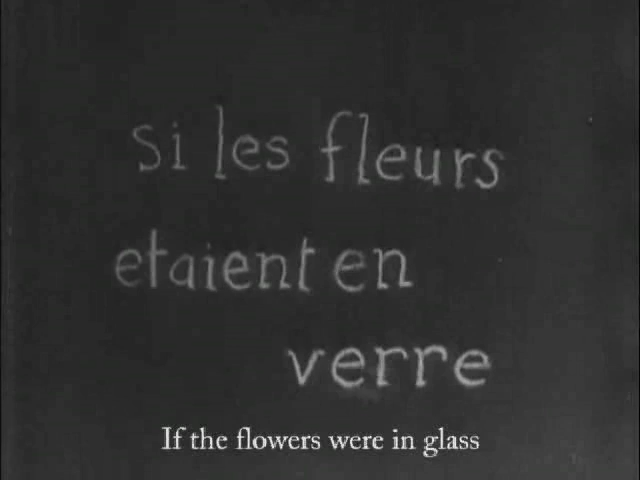 Si les fleurs
etaient en
verre
If the flowers were in glass